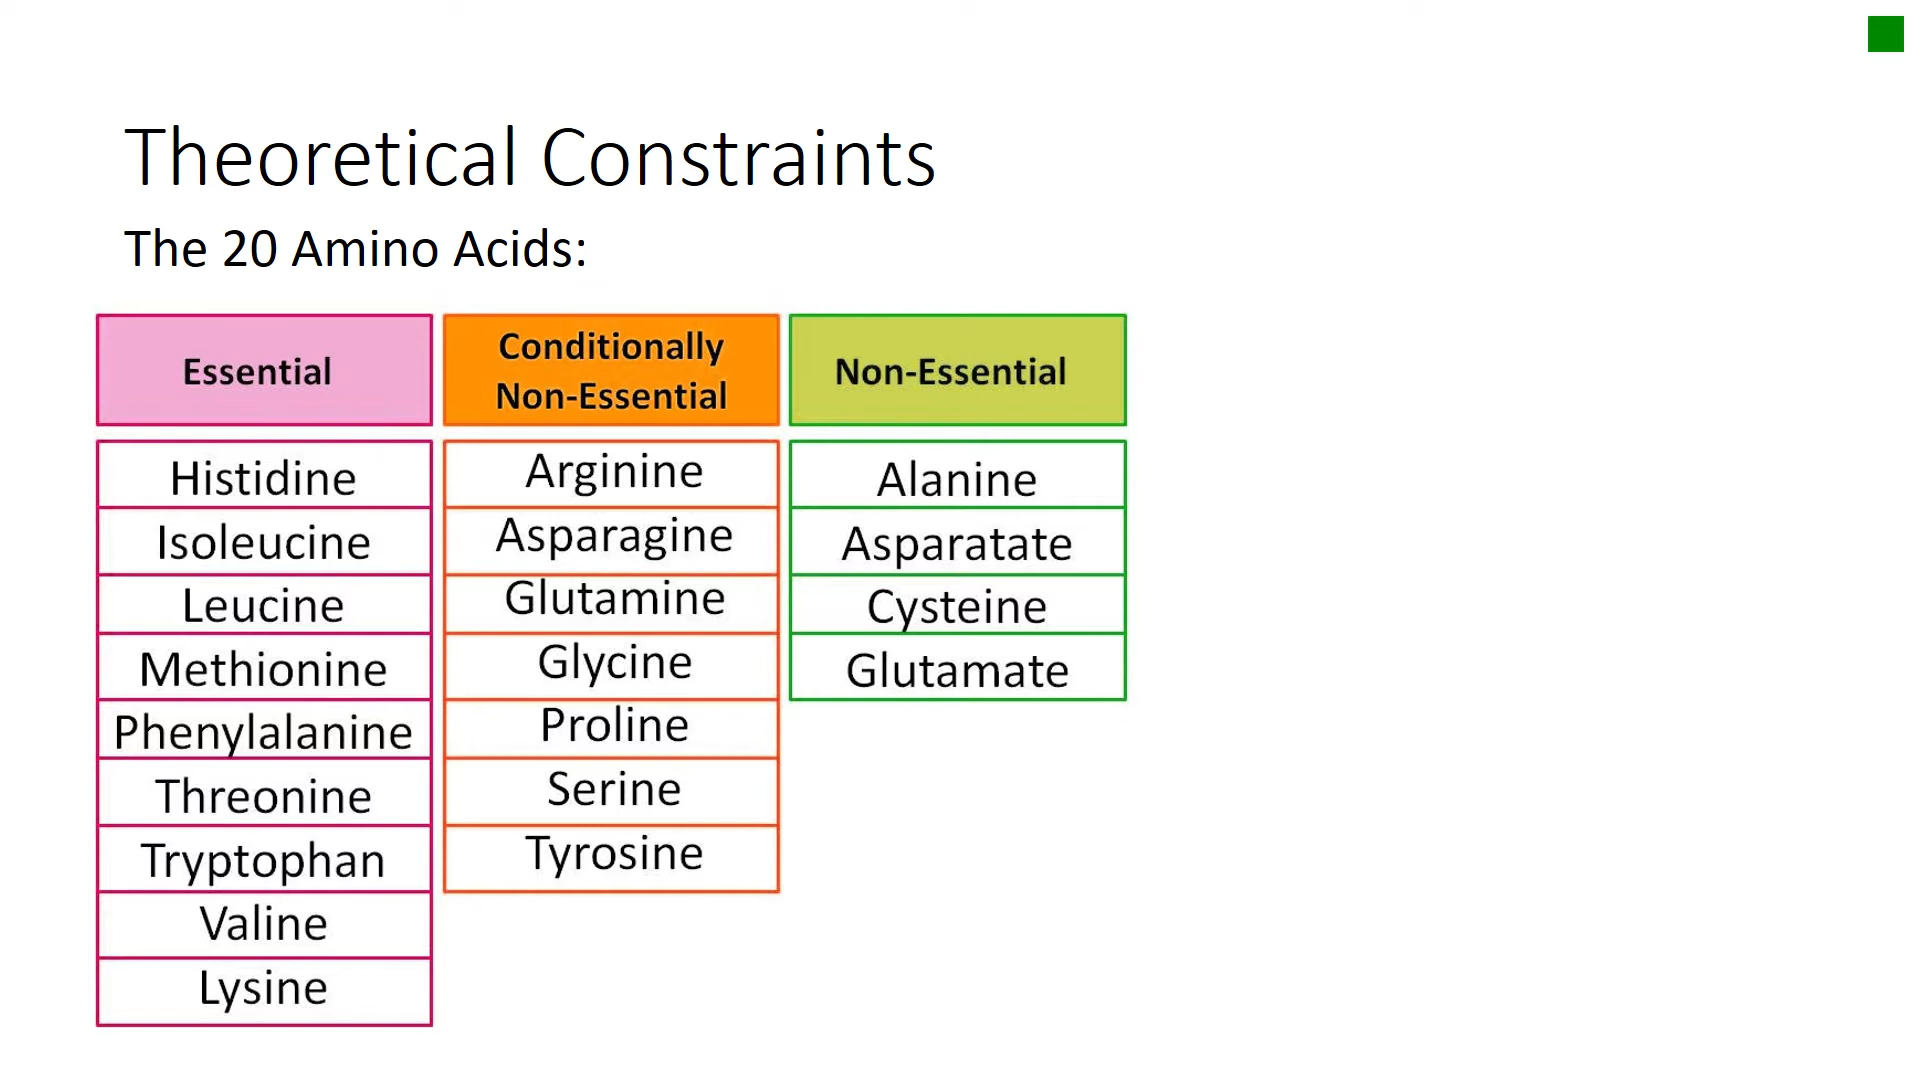 Theoretical Constraints
The 20 Amino Acids:
Essential
Conditionally
Non-Essential
Non-Essential
Histidine
Arginine
Alanine
Isoleucine
Asparagine
Asparatate
Leucine
Glutamine
Cysteine
Methionine
Glycine
Glutamate
Phenylalanine
Proline
Threonine
Serine
Tryptophan
Tyrosine
Valine
Lysine